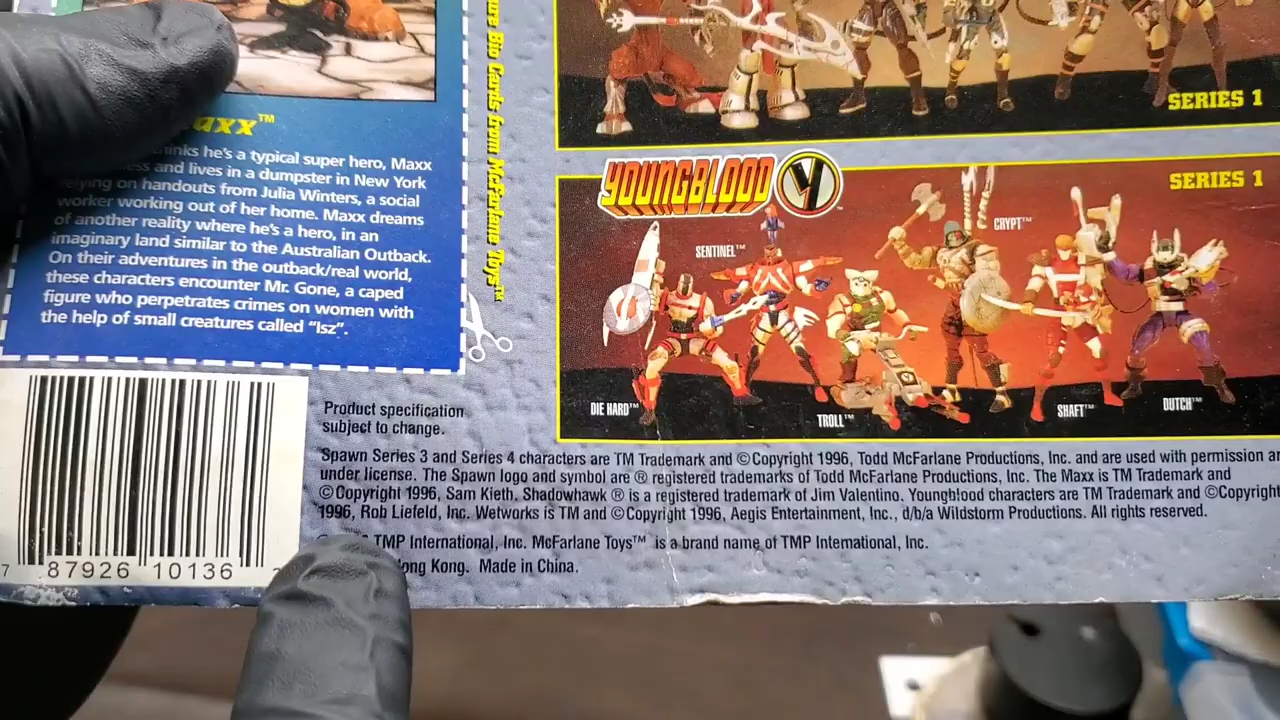 SERIES 1
YOUNGBLOOD Y
SERIES 1
SENTINEL™
CRYPT™
DIE HARD™
TROLL™
SHAFT™
DUTCH™
Bio Cards from McFarlane Toys™
axx™
he's a typical super hero, Maxx
and lives in a dumpster in New York
relying on handouts from Julia Winters, a social
worker working out of her home. Maxx dreams
of another reality where he's a hero, in an
imaginary land similar to the Australian Outback.
On their adventures in the outback/real world,
these characters encounter Mr. Gone, a caped
figure who perpetrates crimes on women with
the help of small creatures called "Isz".
7 87926 10136
Product specification
subject to change.
Spawn Series 3 and Series 4 characters are TM Trademark and ©Copyright 1996, Todd McFarlane Productions, Inc. and are used with permission
under license. The Spawn logo and symbol are ® registered trademarks of Todd McFarlane Productions, Inc. The Maxx is TM Trademark and
©Copyright 1996, Sam Kieth. Shadowhawk ® is a registered trademark of Jim Valentino. Youngblood characters are TM Trademark and ©Copyright
1996, Rob Liefeld, Inc. Wetworks is TM and ©Copyright 1996, Aegis Entertainment, Inc., d/b/a Wildstorm Productions. All rights reserved.
TMP International, Inc. McFarlane Toys™ is a brand name of TMP International, Inc.
Kong. Made in China.